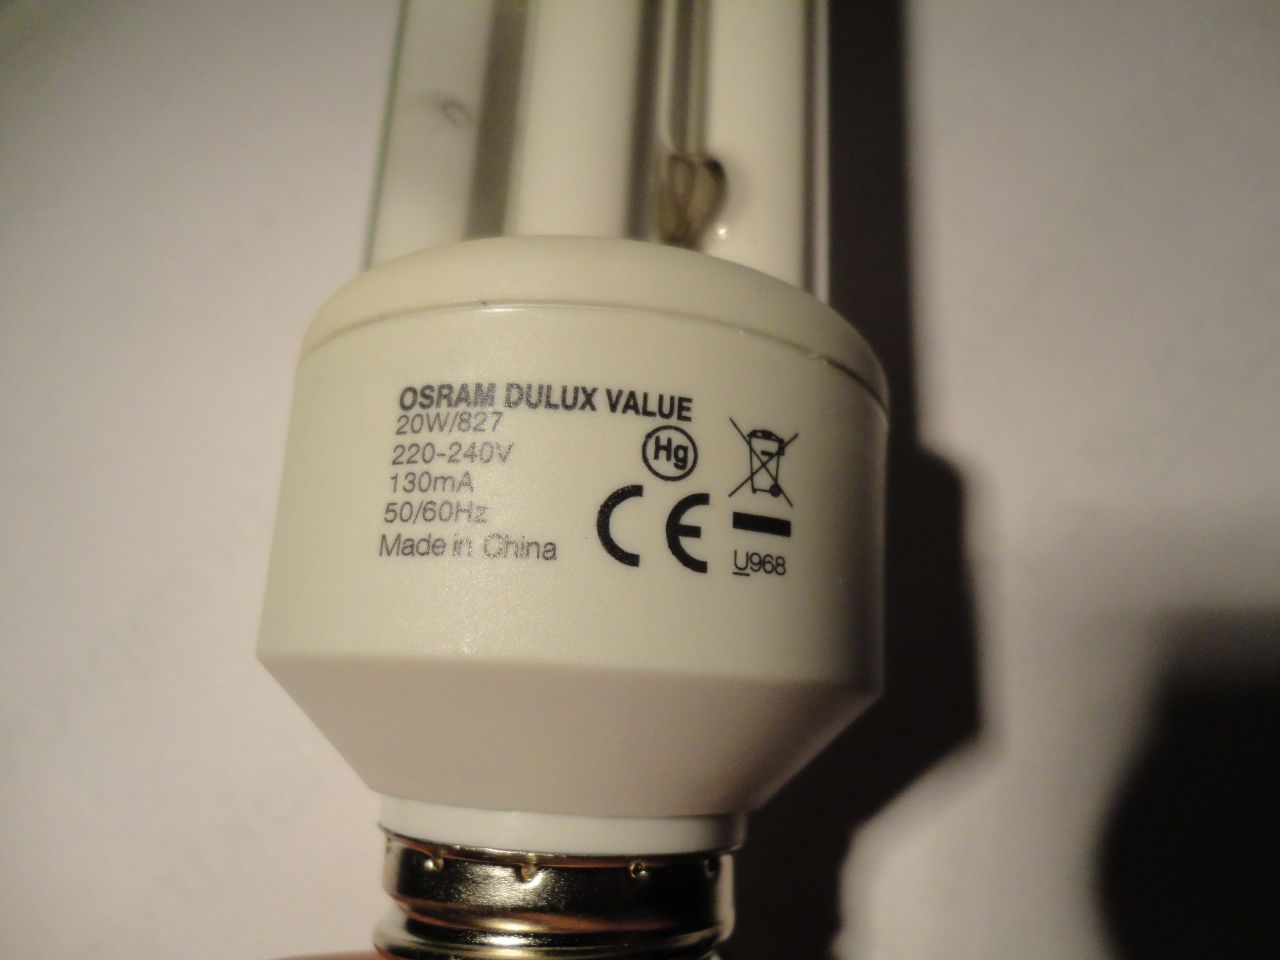 OSRAM DULUX VALUE
20W/827
220-240V
130mA
50/60Hz
Made in China
Hg
CE
U968